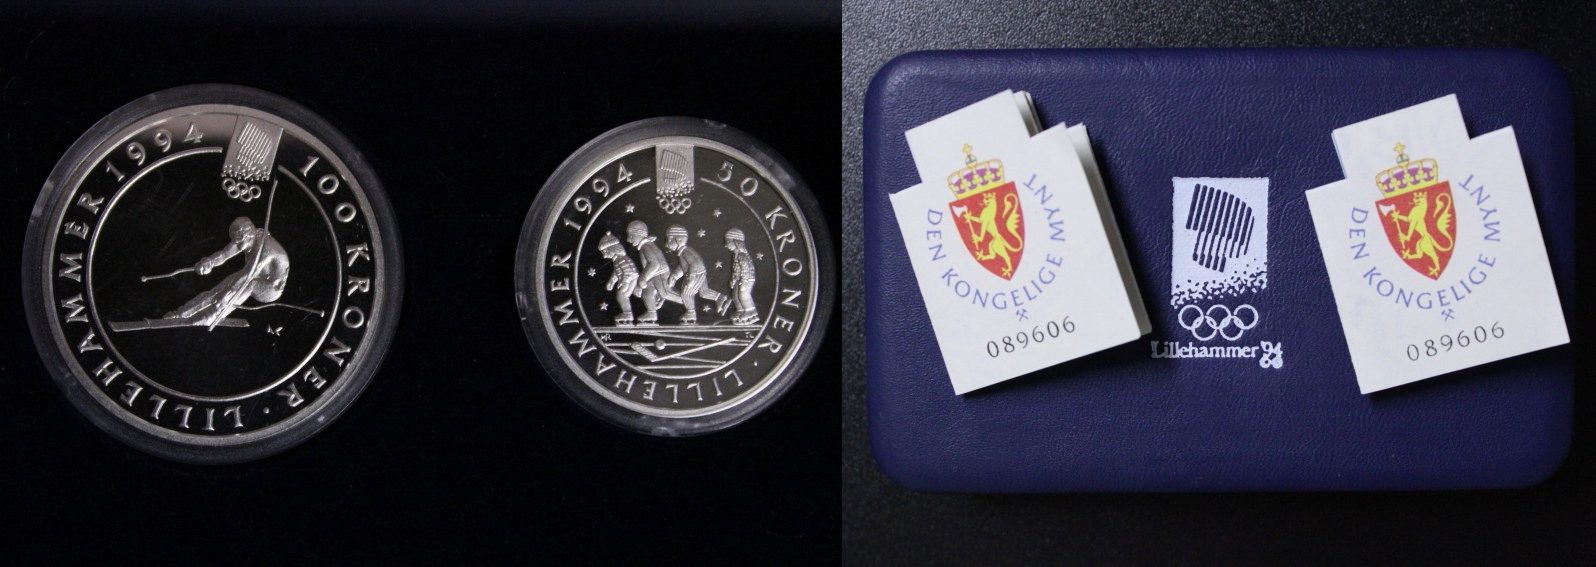 LILLEHAMMER 1994
100 KRONER ·
LILLEHAMMER 1994
50 KRONER ·
DEN KONGELIGE MYNT
089606
Lillehammer '94
DEN KONGELIGE MYNT
089606